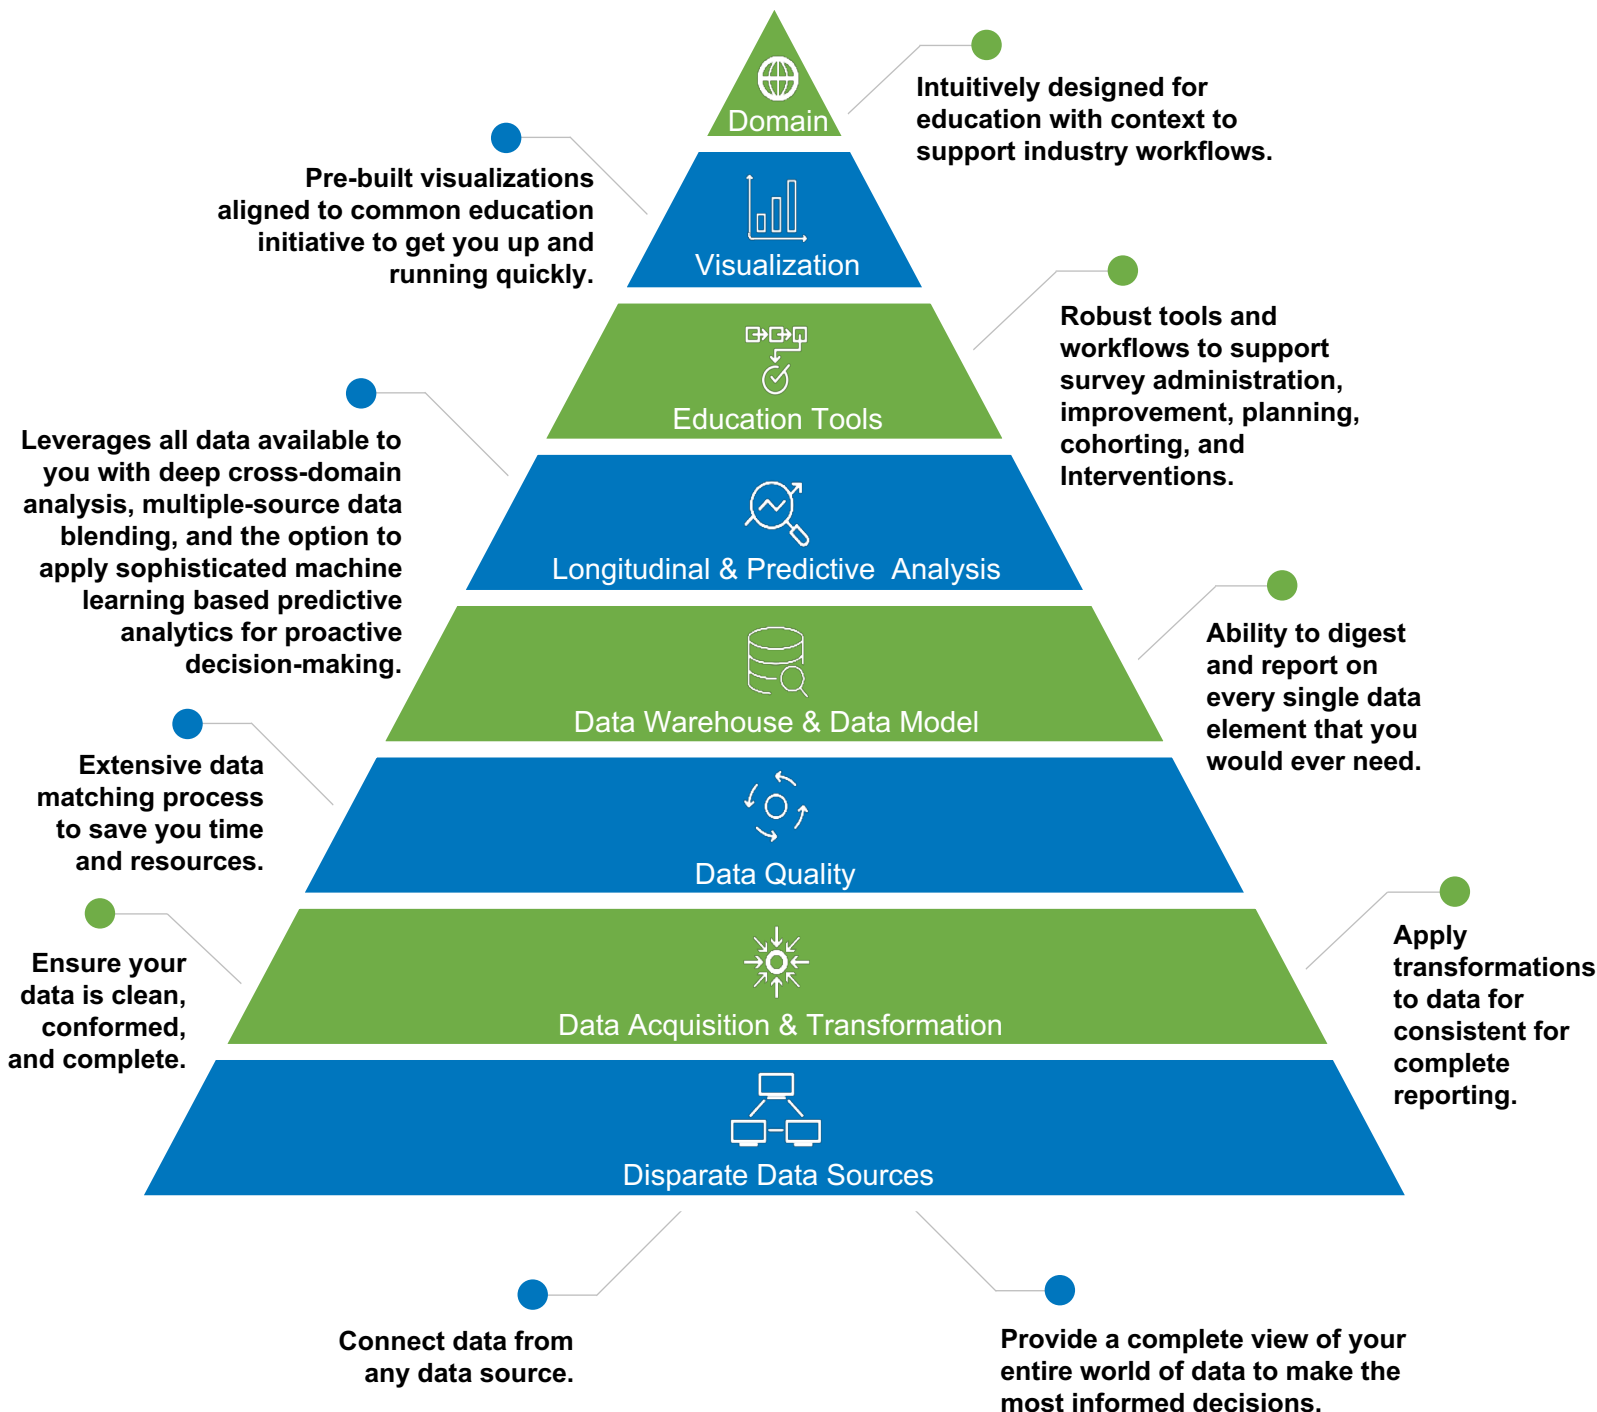 Domain
Intuitively designed for
education with context to
support industry workflows.
Pre-built visualizations
aligned to common education
initiative to get you up and
running quickly.
Visualization
Robust tools and
workflows to support
survey administration,
improvement, planning,
cohorting, and
Interventions.
Education Tools
Leverages all data available to
you with deep cross-domain
analysis, multiple-source data
blending, and the option to
apply sophisticated machine
learning based predictive
analytics for proactive
decision-making.
Longitudinal & Predictive Analysis
Ability to digest
and report on
every single data
element that you
would ever need.
Data Warehouse & Data Model
Extensive data
matching process
to save you time
and resources.
Data Quality
Ensure your
data is clean,
conformed,
and complete.
Data Acquisition & Transformation
Apply
transformations
to data for
consistent for
complete
reporting.
Disparate Data Sources
Connect data from
any data source.
Provide a complete view of your
entire world of data to make the
most informed decisions.